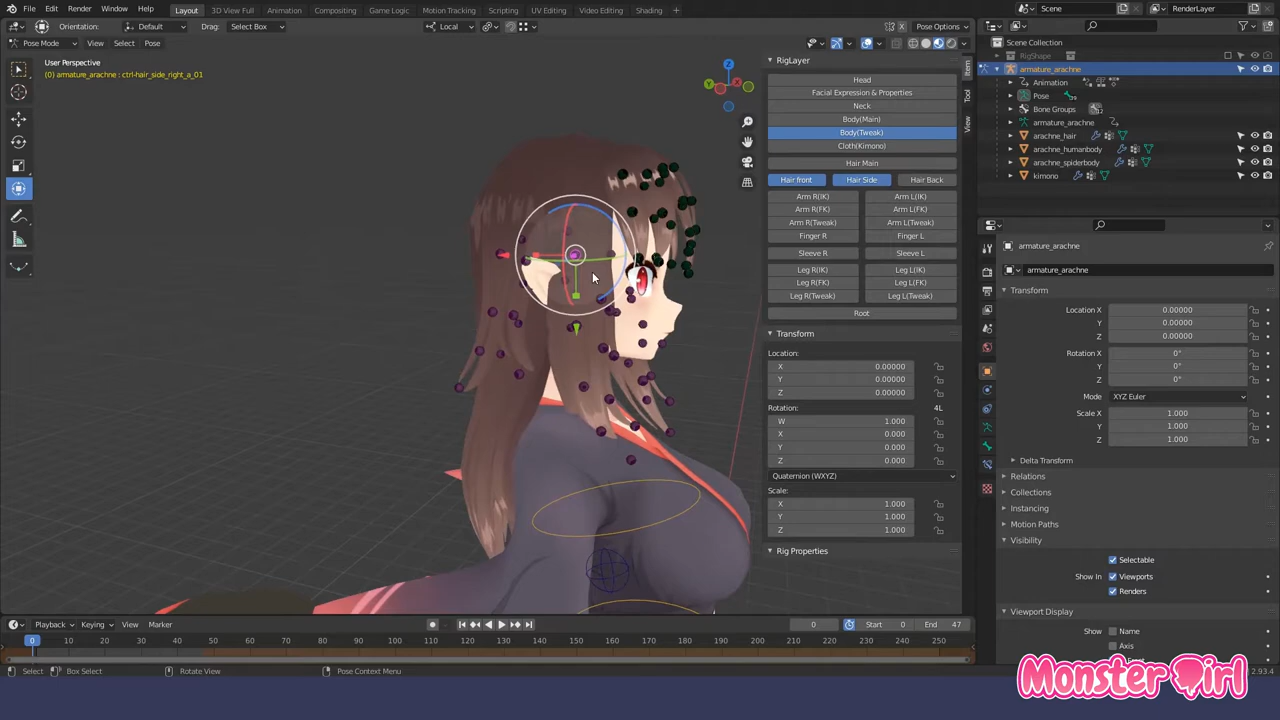 File Edit Render Window Help Layout 3D View Full Animation Compositing Game Logic Motion Tracking Scripting UV Editing Video Editing Shading + Scene RenderLayer
Orientation: Default Drag: Select Box Local Pose Options
Pose Mode View Select Pose
User Perspective
(0) armature_arachne : ctrl-hair_side_right_a_01
Z
Y
X
RigLayer
Head
Facial Expression & Properties
Neck
Body(Main)
Body(Tweak)
Cloth(Kimono)
Hair Main
Hair front Hair Side Hair Back
Arm R(IK) Arm L(IK)
Arm R(FK) Arm L(FK)
Arm R(Tweak) Arm L(Tweak)
Finger R Finger L
Sleeve R Sleeve L
Leg R(IK) Leg L(IK)
Leg R(FK) Leg L(FK)
Leg R(Tweak) Leg L(Tweak)
Root
Transform
Location:
X 0.00000
Y 0.00000
Z 0.00000
Rotation: 4L
W 1.000
X 0.000
Y 0.000
Z 0.000
Quaternion (WXYZ)
Scale:
X 1.000
Y 1.000
Z 1.000
Rig Properties
Item
Tool
View
Scene Collection
RigShape
armature_arachne
Animation
Pose
Bone Groups
armature_arachne
arachne_hair
arachne_humanbody
arachne_spiderbody
kimono
armature_arachne
armature_arachne
Transform
Location X 0.00000
Y 0.00000
Z 0.00000
Rotation X 0°
Y 0°
Z 0°
Mode XYZ Euler
Scale X 1.000
Y 1.000
Z 1.000
Delta Transform
Relations
Collections
Instancing
Motion Paths
Visibility
Selectable
Show In Viewports
Renders
Viewport Display
Show Name
Axis
Playback Keying View Marker 0 Start 0 End 47
0 10 20 30 40 50 60 70 80 90 100 110 120 130 140 150 160 170 180 190 200 210 220 230 240 250
Select Box Select Rotate View Pose Context Menu
2.93.4
Monster Girl